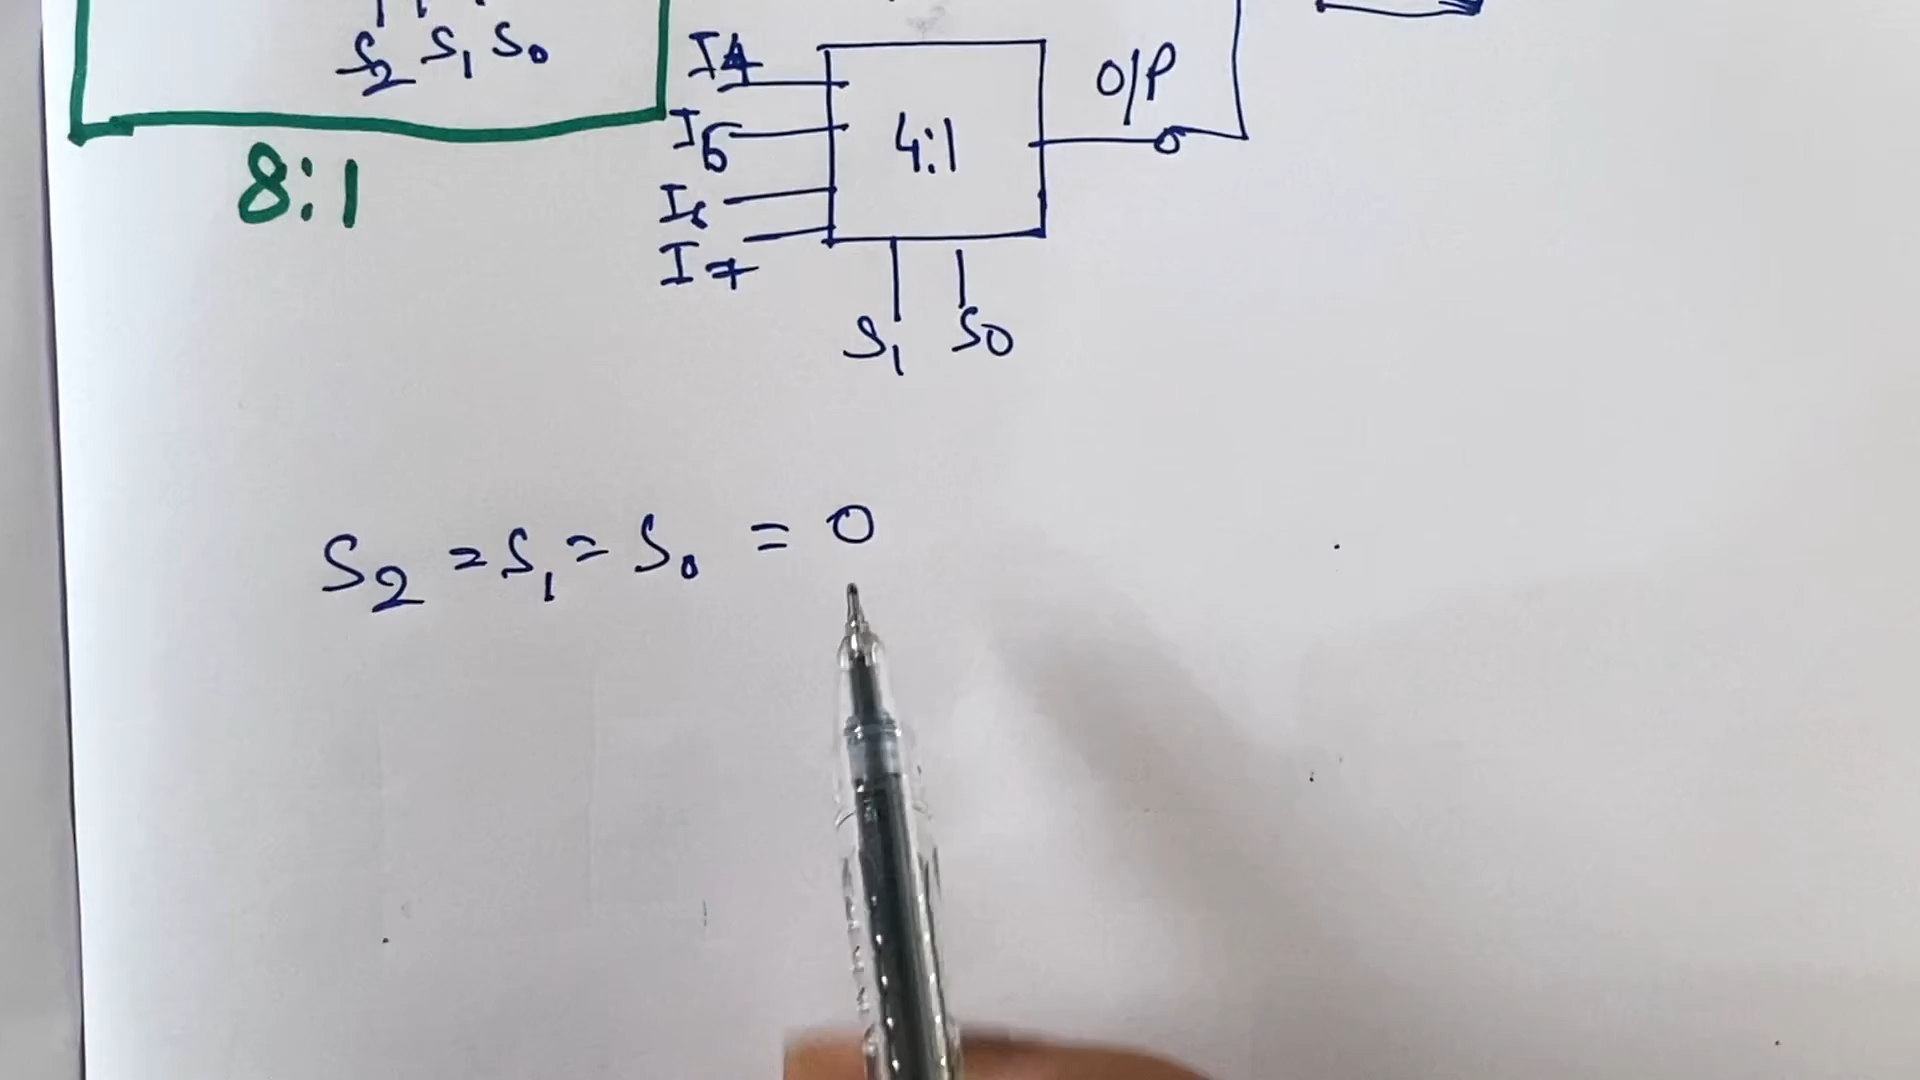 S2 S1 S0
8:1
I4
I5
I6
I7
4:1
O/P
S1 S0
S2 = S1 = S0 = 0